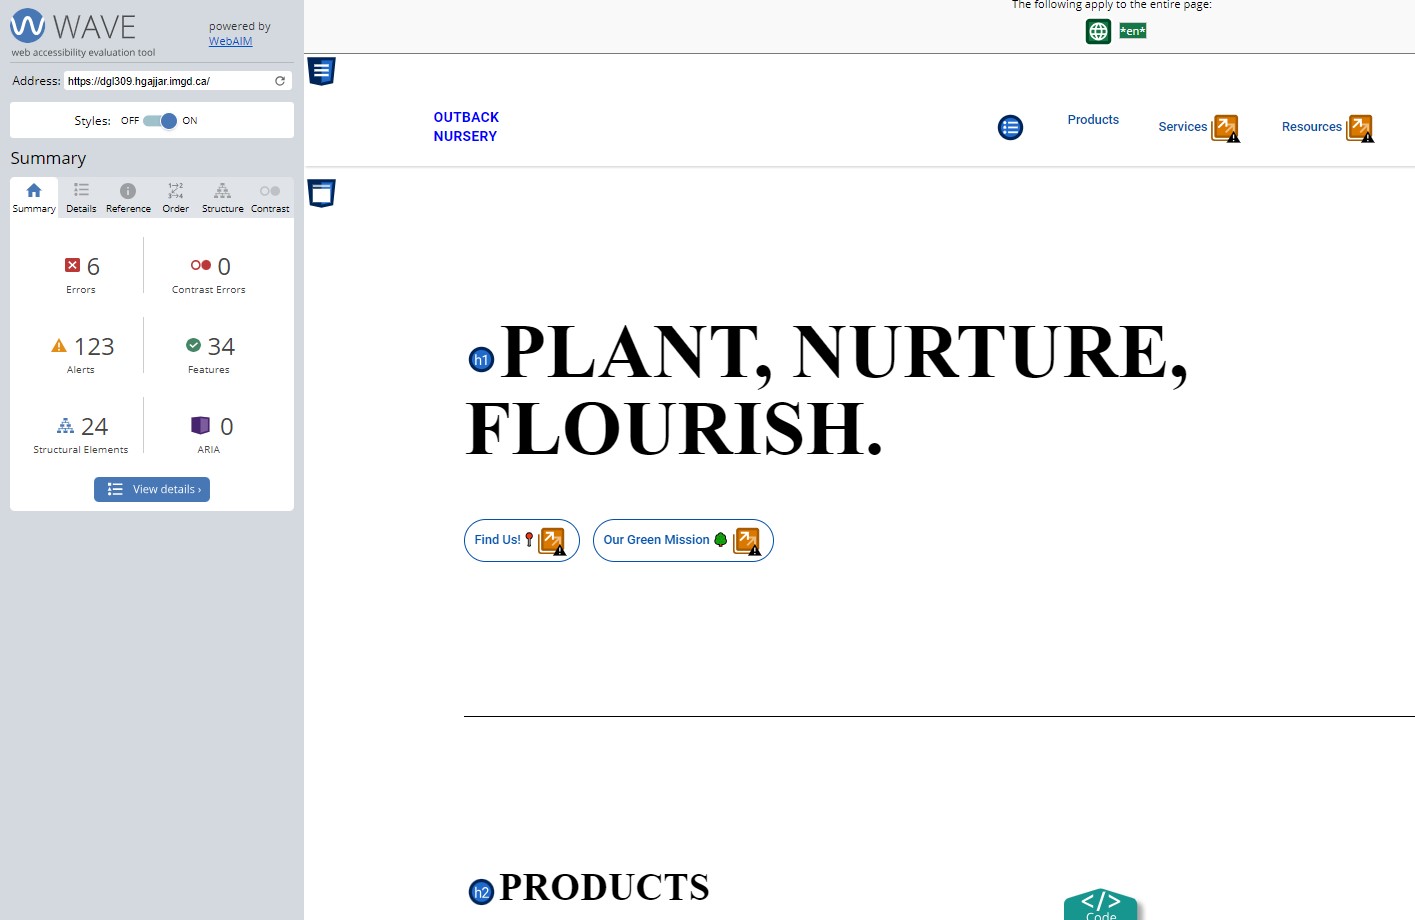 WAVE
web accessibility evaluation tool
powered by
WebAIM
Address: https://dgl309.hgajjar.imgd.ca/
Styles: OFF ON
Summary
Summary Details Reference Order Structure Contrast
6
Errors
0
Contrast Errors
123
Alerts
34
Features
24
Structural Elements
0
ARIA
View details ›
The following apply to the entire page:
*en*
OUTBACK
NURSERY
Products
Services
Resources
h1 PLANT, NURTURE,
FLOURISH.
Find Us!
Our Green Mission
h2 PRODUCTS
</>
Code